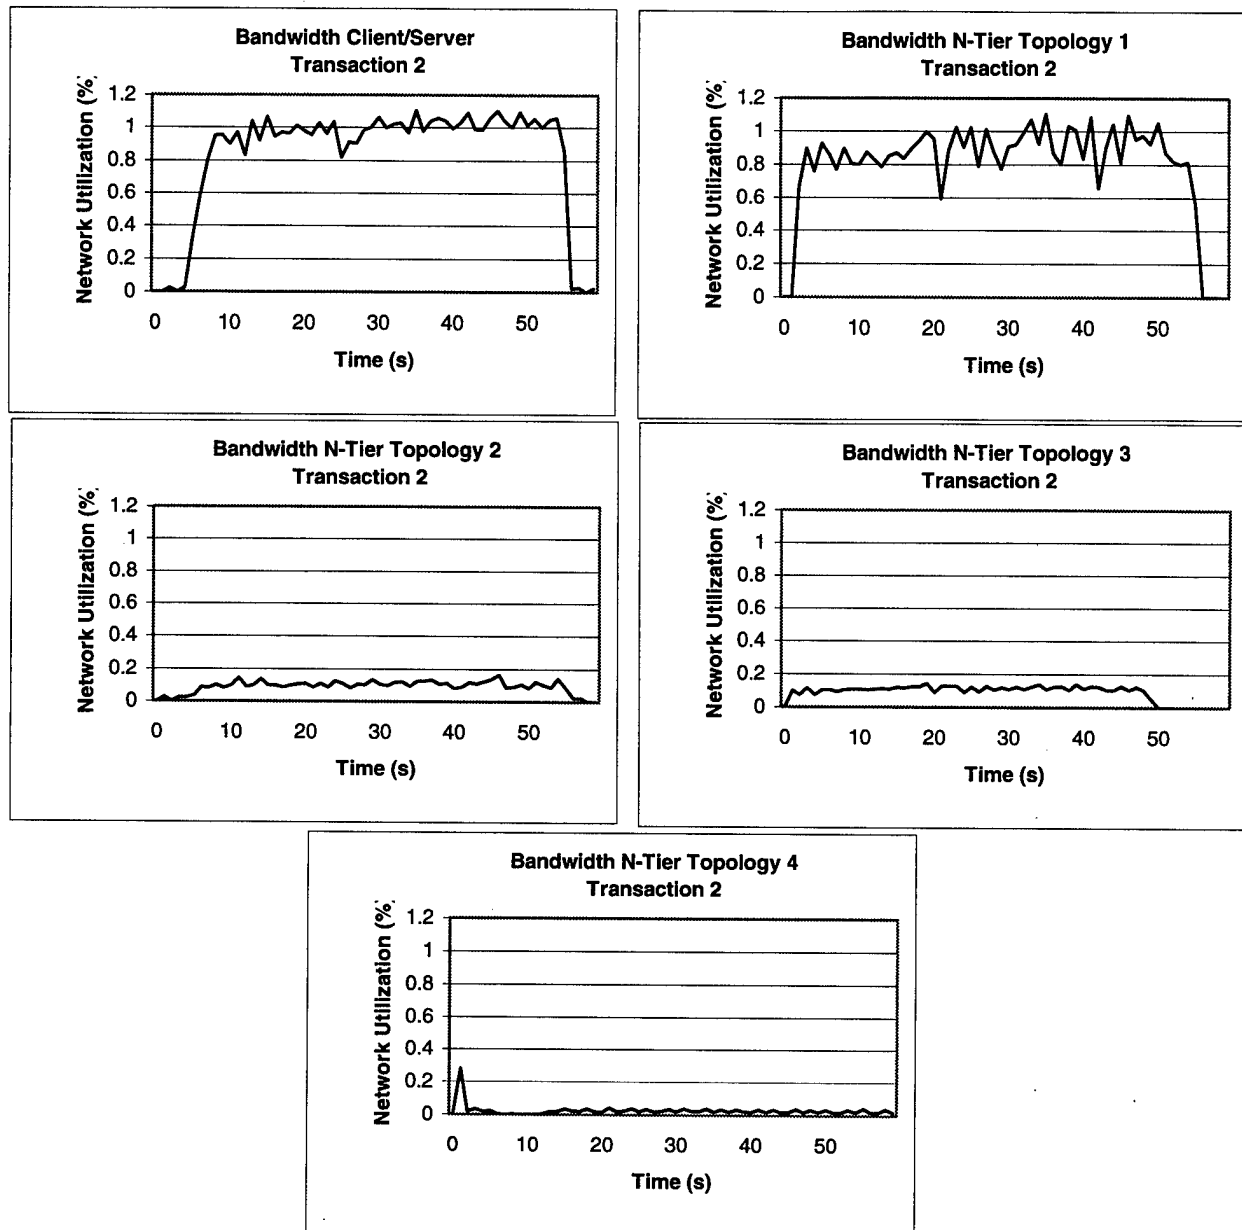 Bandwidth Client/Server
Transaction 2
Network Utilization (%)
1.2
1
0.8
0.6
0.4
0.2
0
0 10 20 30 40 50
Time (s)
Bandwidth N-Tier Topology 1
Transaction 2
Network Utilization (%)
1.2
1
0.8
0.6
0.4
0.2
0
0 10 20 30 40 50
Time (s)
Bandwidth N-Tier Topology 2
Transaction 2
Network Utilization (%)
1.2
1
0.8
0.6
0.4
0.2
0
0 10 20 30 40 50
Time (s)
Bandwidth N-Tier Topology 3
Transaction 2
Network Utilization (%)
1.2
1
0.8
0.6
0.4
0.2
0
0 10 20 30 40 50
Time (s)
Bandwidth N-Tier Topology 4
Transaction 2
Network Utilization (%)
1.2
1
0.8
0.6
0.4
0.2
0
0 10 20 30 40 50
Time (s)